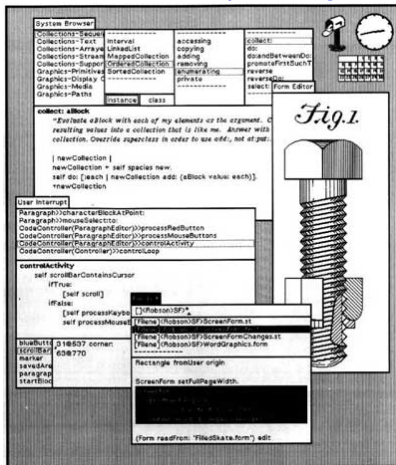 System Browser
Collections-Text
Collections-Arraye
Collections-Stream
Collections-Suppor
Graphics-Primitives
Graphics-Display
Graphics-Media
Graphics-Paths
Interval
LinkedList
MappedCollection
OrderedCollection
SortedCollection
instance class
accessing
copying
adding
removing
enumerating
private
collect:
do:
do:andBetweenDo:
promoteFirstSuchT
reverse
reverseDo:
select:
Form Editor
Fig.1.
collect: aBlock
"Evaluate aBlock with each of my elements as the argument. C
resulting values into a collection that is like me. Answer with
collection. Override superclass in order to use add:, not at:put:.
| newCollection |
newCollection ← self species new.
self do: [:each | newCollection add: (aBlock value: each)].
↑newCollection
User Interrupt
Paragraph>>characterBlockAtPoint:
Paragraph>>mouseSelect:to:
CodeController(ParagraphEditor)>>processRedButton
CodeController(ParagraphEditor)>>processMouseButtons
CodeController(ParagraphEditor)>>controlActivity
CodeController(Controller)>>controlLoop
controlActivity
self scrollBarContainsCursor
ifTrue:
[self scroll]
ifFalse:
[self processKeybo
self processMouseB
blueButto
scrollBar
marker
savedAre
paragrap
startBloc
318@537 corner:
638@770
[]<Robson>SF>*
[Filene]<Robson>SF>ScreenForm.st
[Filene]<Robson>SF>ScreenFormChanges.st
[Filene]<Robson>SF>WordGraphics.form
Rectangle fromUser origin
ScreenForm setFullPageWidth.
(Form readFrom: 'FilledSkate.form') edit